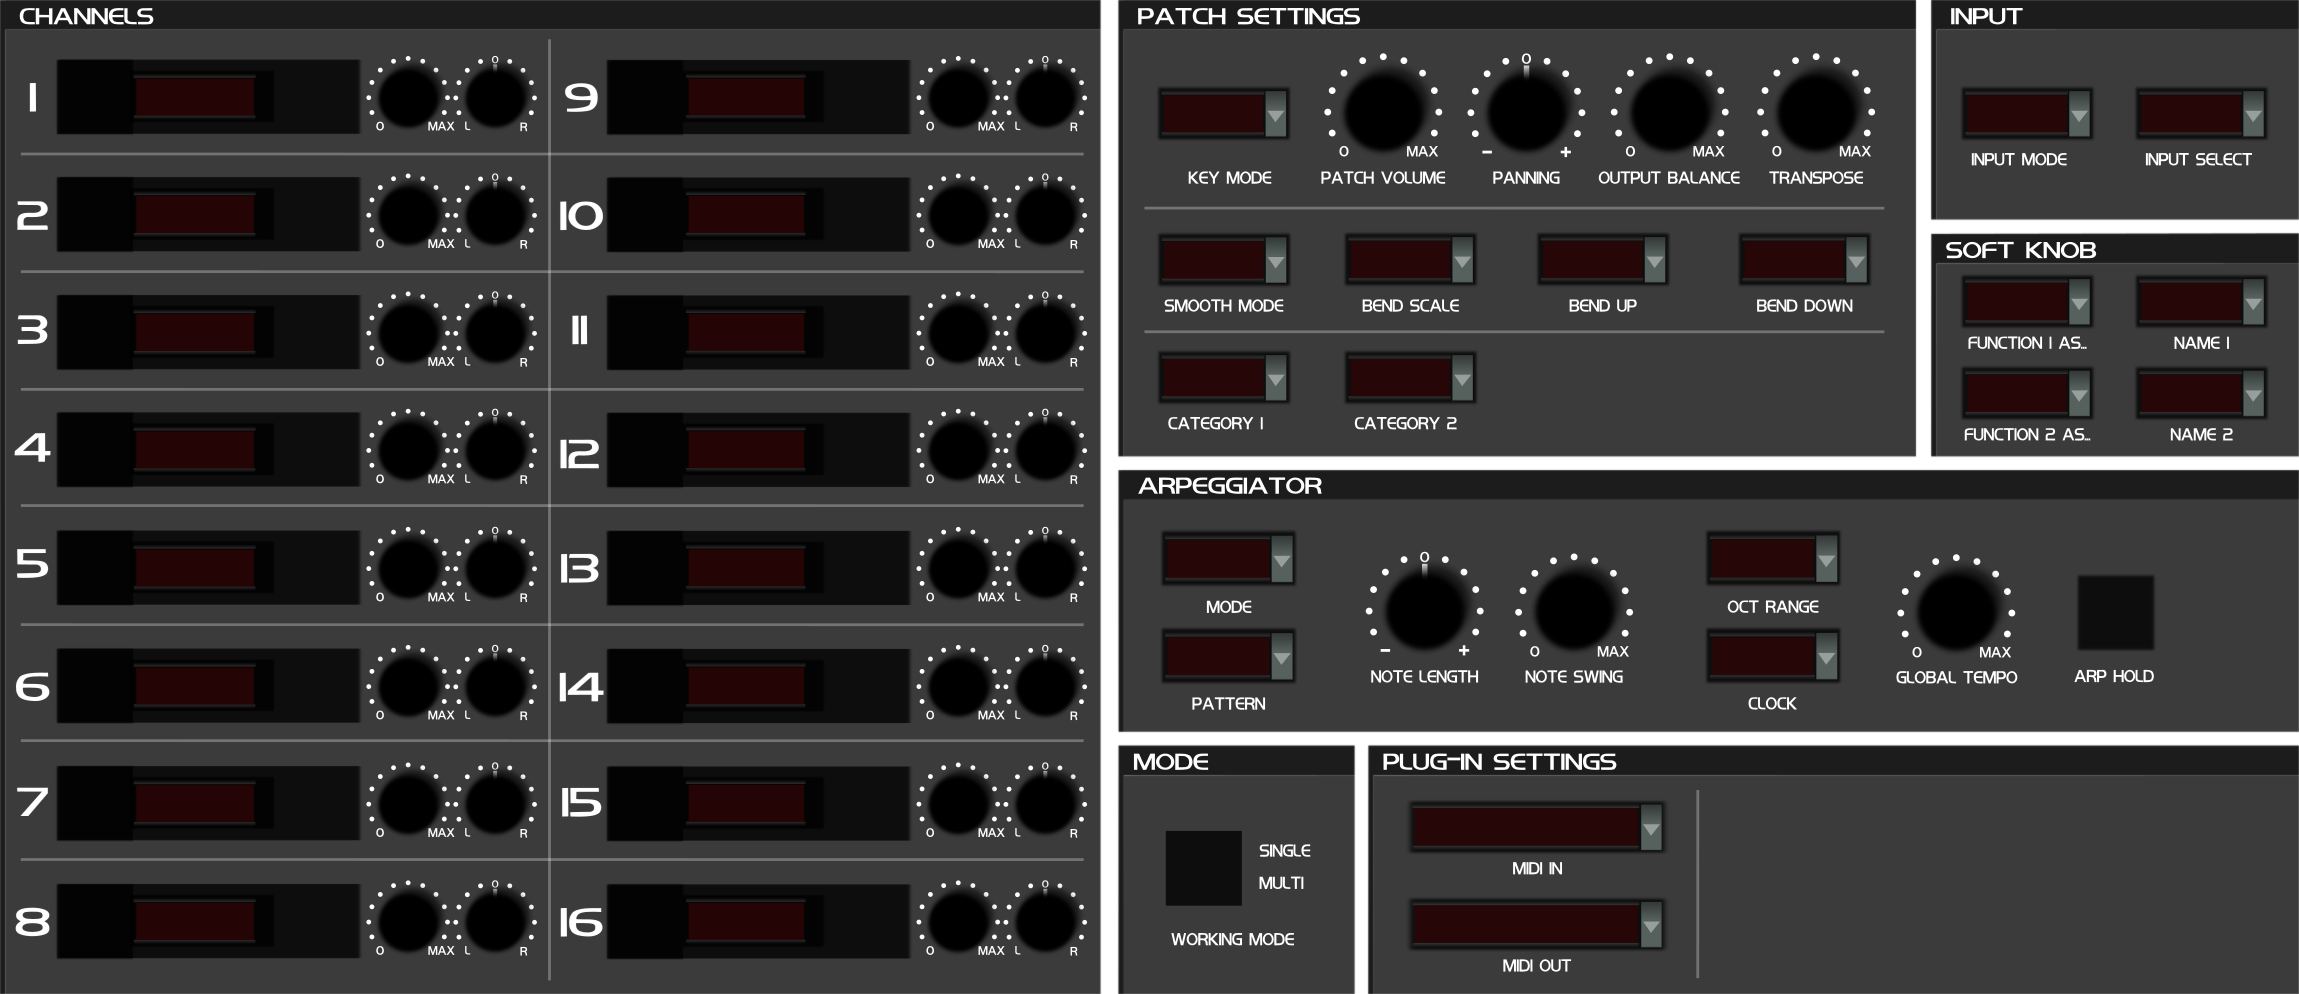 CHANNELS
1
O MAX L O R
9
O MAX L O R
2
O MAX L O R
10
O MAX L O R
3
O MAX L O R
11
O MAX L O R
4
O MAX L O R
12
O MAX L O R
5
O MAX L O R
13
O MAX L O R
6
O MAX L O R
14
O MAX L O R
7
O MAX L O R
15
O MAX L O R
8
O MAX L O R
16
O MAX L O R
PATCH SETTINGS
O
O MAX - + O MAX O MAX
KEY MODE PATCH VOLUME PANNING OUTPUT BALANCE TRANSPOSE
SMOOTH MODE BEND SCALE BEND UP BEND DOWN
CATEGORY 1 CATEGORY 2
INPUT
INPUT MODE INPUT SELECT
SOFT KNOB
FUNCTION 1 AS... NAME 1
FUNCTION 2 AS... NAME 2
ARPEGGIATOR
O
MODE OCT RANGE
- + O MAX O MAX
NOTE LENGTH NOTE SWING GLOBAL TEMPO ARP HOLD
PATTERN CLOCK
MODE
SINGLE
MULTI
WORKING MODE
PLUG-IN SETTINGS
MIDI IN
MIDI OUT